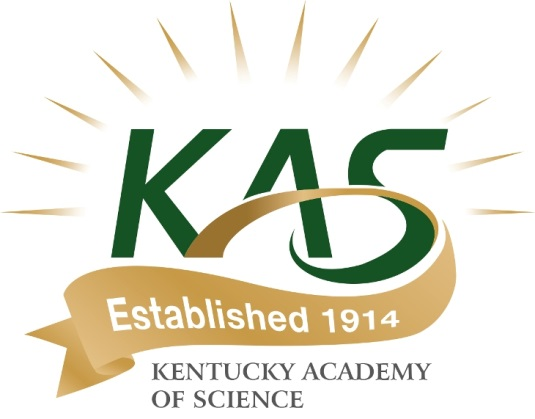 KAS
Established 1914
KENTUCKY ACADEMY
OF SCIENCE